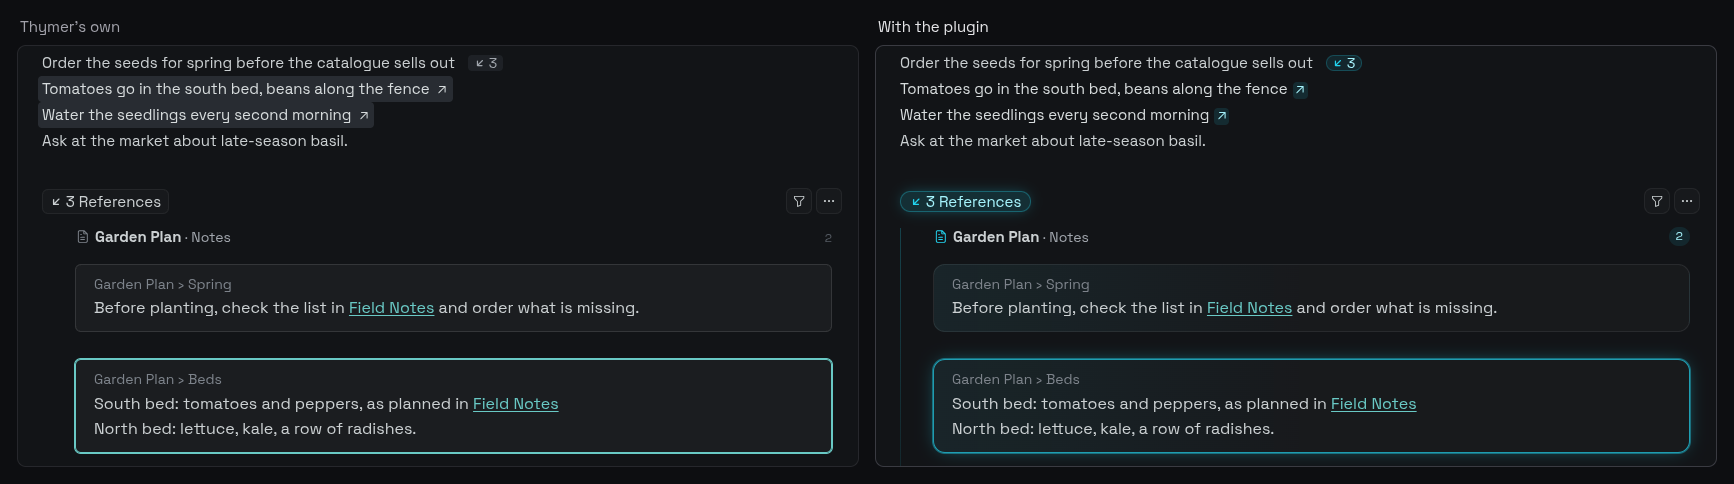 Thymer's own
Order the seeds for spring before the catalogue sells out ↙ 3
Tomatoes go in the south bed, beans along the fence ↗
Water the seedlings every second morning ↗
Ask at the market about late-season basil.
↙ 3 References
Garden Plan · Notes 2
Garden Plan > Spring
Before planting, check the list in Field Notes and order what is missing.
Garden Plan > Beds
South bed: tomatoes and peppers, as planned in Field Notes
North bed: lettuce, kale, a row of radishes.
With the plugin
Order the seeds for spring before the catalogue sells out ↙ 3
Tomatoes go in the south bed, beans along the fence ↗
Water the seedlings every second morning ↗
Ask at the market about late-season basil.
↙ 3 References
Garden Plan · Notes 2
Garden Plan > Spring
Before planting, check the list in Field Notes and order what is missing.
Garden Plan > Beds
South bed: tomatoes and peppers, as planned in Field Notes
North bed: lettuce, kale, a row of radishes.